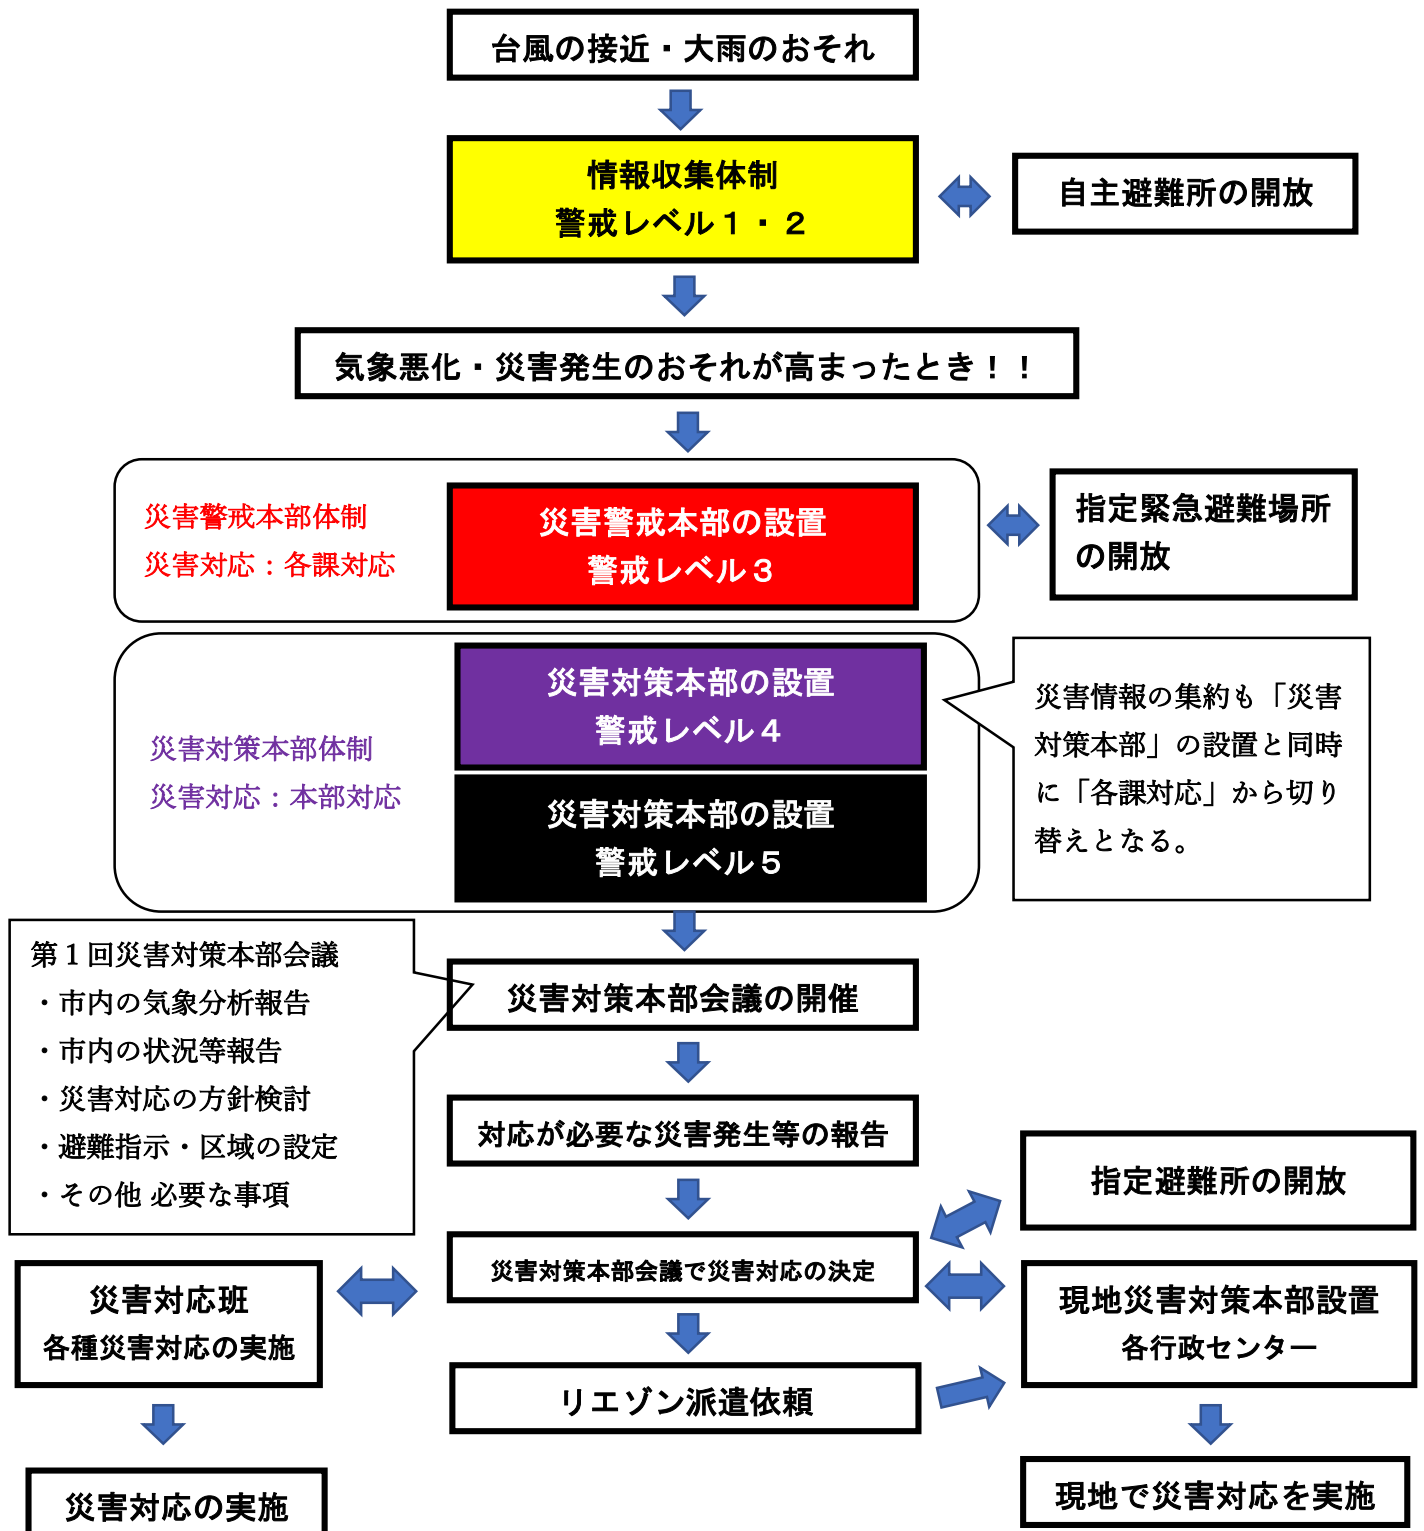 台風の接近・大雨のおそれ
情報収集体制
警戒レベル１・２
自主避難所の開放
気象悪化・災害発生のおそれが高まったとき！！
災害警戒本部体制
災害対応：各課対応
災害警戒本部の設置
警戒レベル３
指定緊急避難場所
の開放
災害対策本部体制
災害対応：本部対応
災害対策本部の設置
警戒レベル４
災害対策本部の設置
警戒レベル５
災害情報の集約も「災害
対策本部」の設置と同時
に「各課対応」から切り
替えとなる。
第１回災害対策本部会議
・市内の気象分析報告
・市内の状況等報告
・災害対応の方針検討
・避難指示・区域の設定
・その他 必要な事項
災害対策本部会議の開催
対応が必要な災害発生等の報告
指定避難所の開放
災害対策本部会議で災害対応の決定
災害対応班
各種災害対応の実施
現地災害対策本部設置
各行政センター
リエゾン派遣依頼
災害対応の実施
現地で災害対応を実施